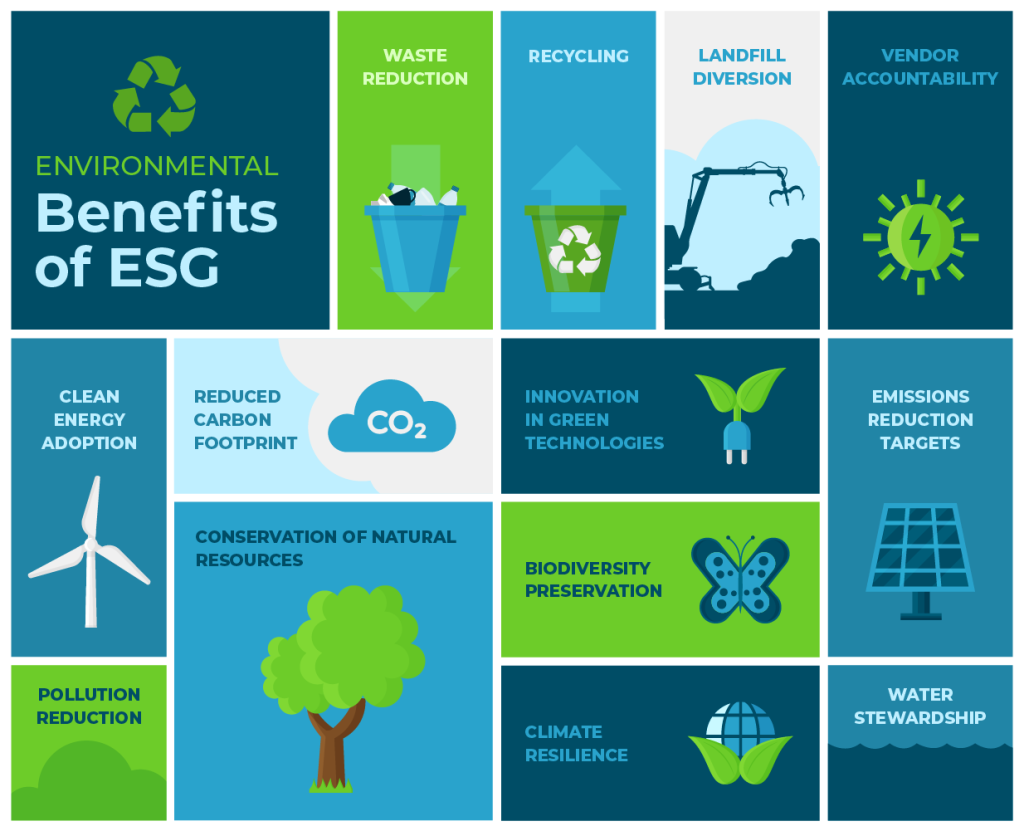 ENVIRONMENTAL
Benefits
of ESG
WASTE
REDUCTION
RECYCLING
LANDFILL
DIVERSION
VENDOR
ACCOUNTABILITY
CLEAN
ENERGY
ADOPTION
REDUCED
CARBON
FOOTPRINT
CO₂
INNOVATION
IN GREEN
TECHNOLOGIES
EMISSIONS
REDUCTION
TARGETS
CONSERVATION OF NATURAL
RESOURCES
BIODIVERSITY
PRESERVATION
POLLUTION
REDUCTION
CLIMATE
RESILIENCE
WATER
STEWARDSHIP